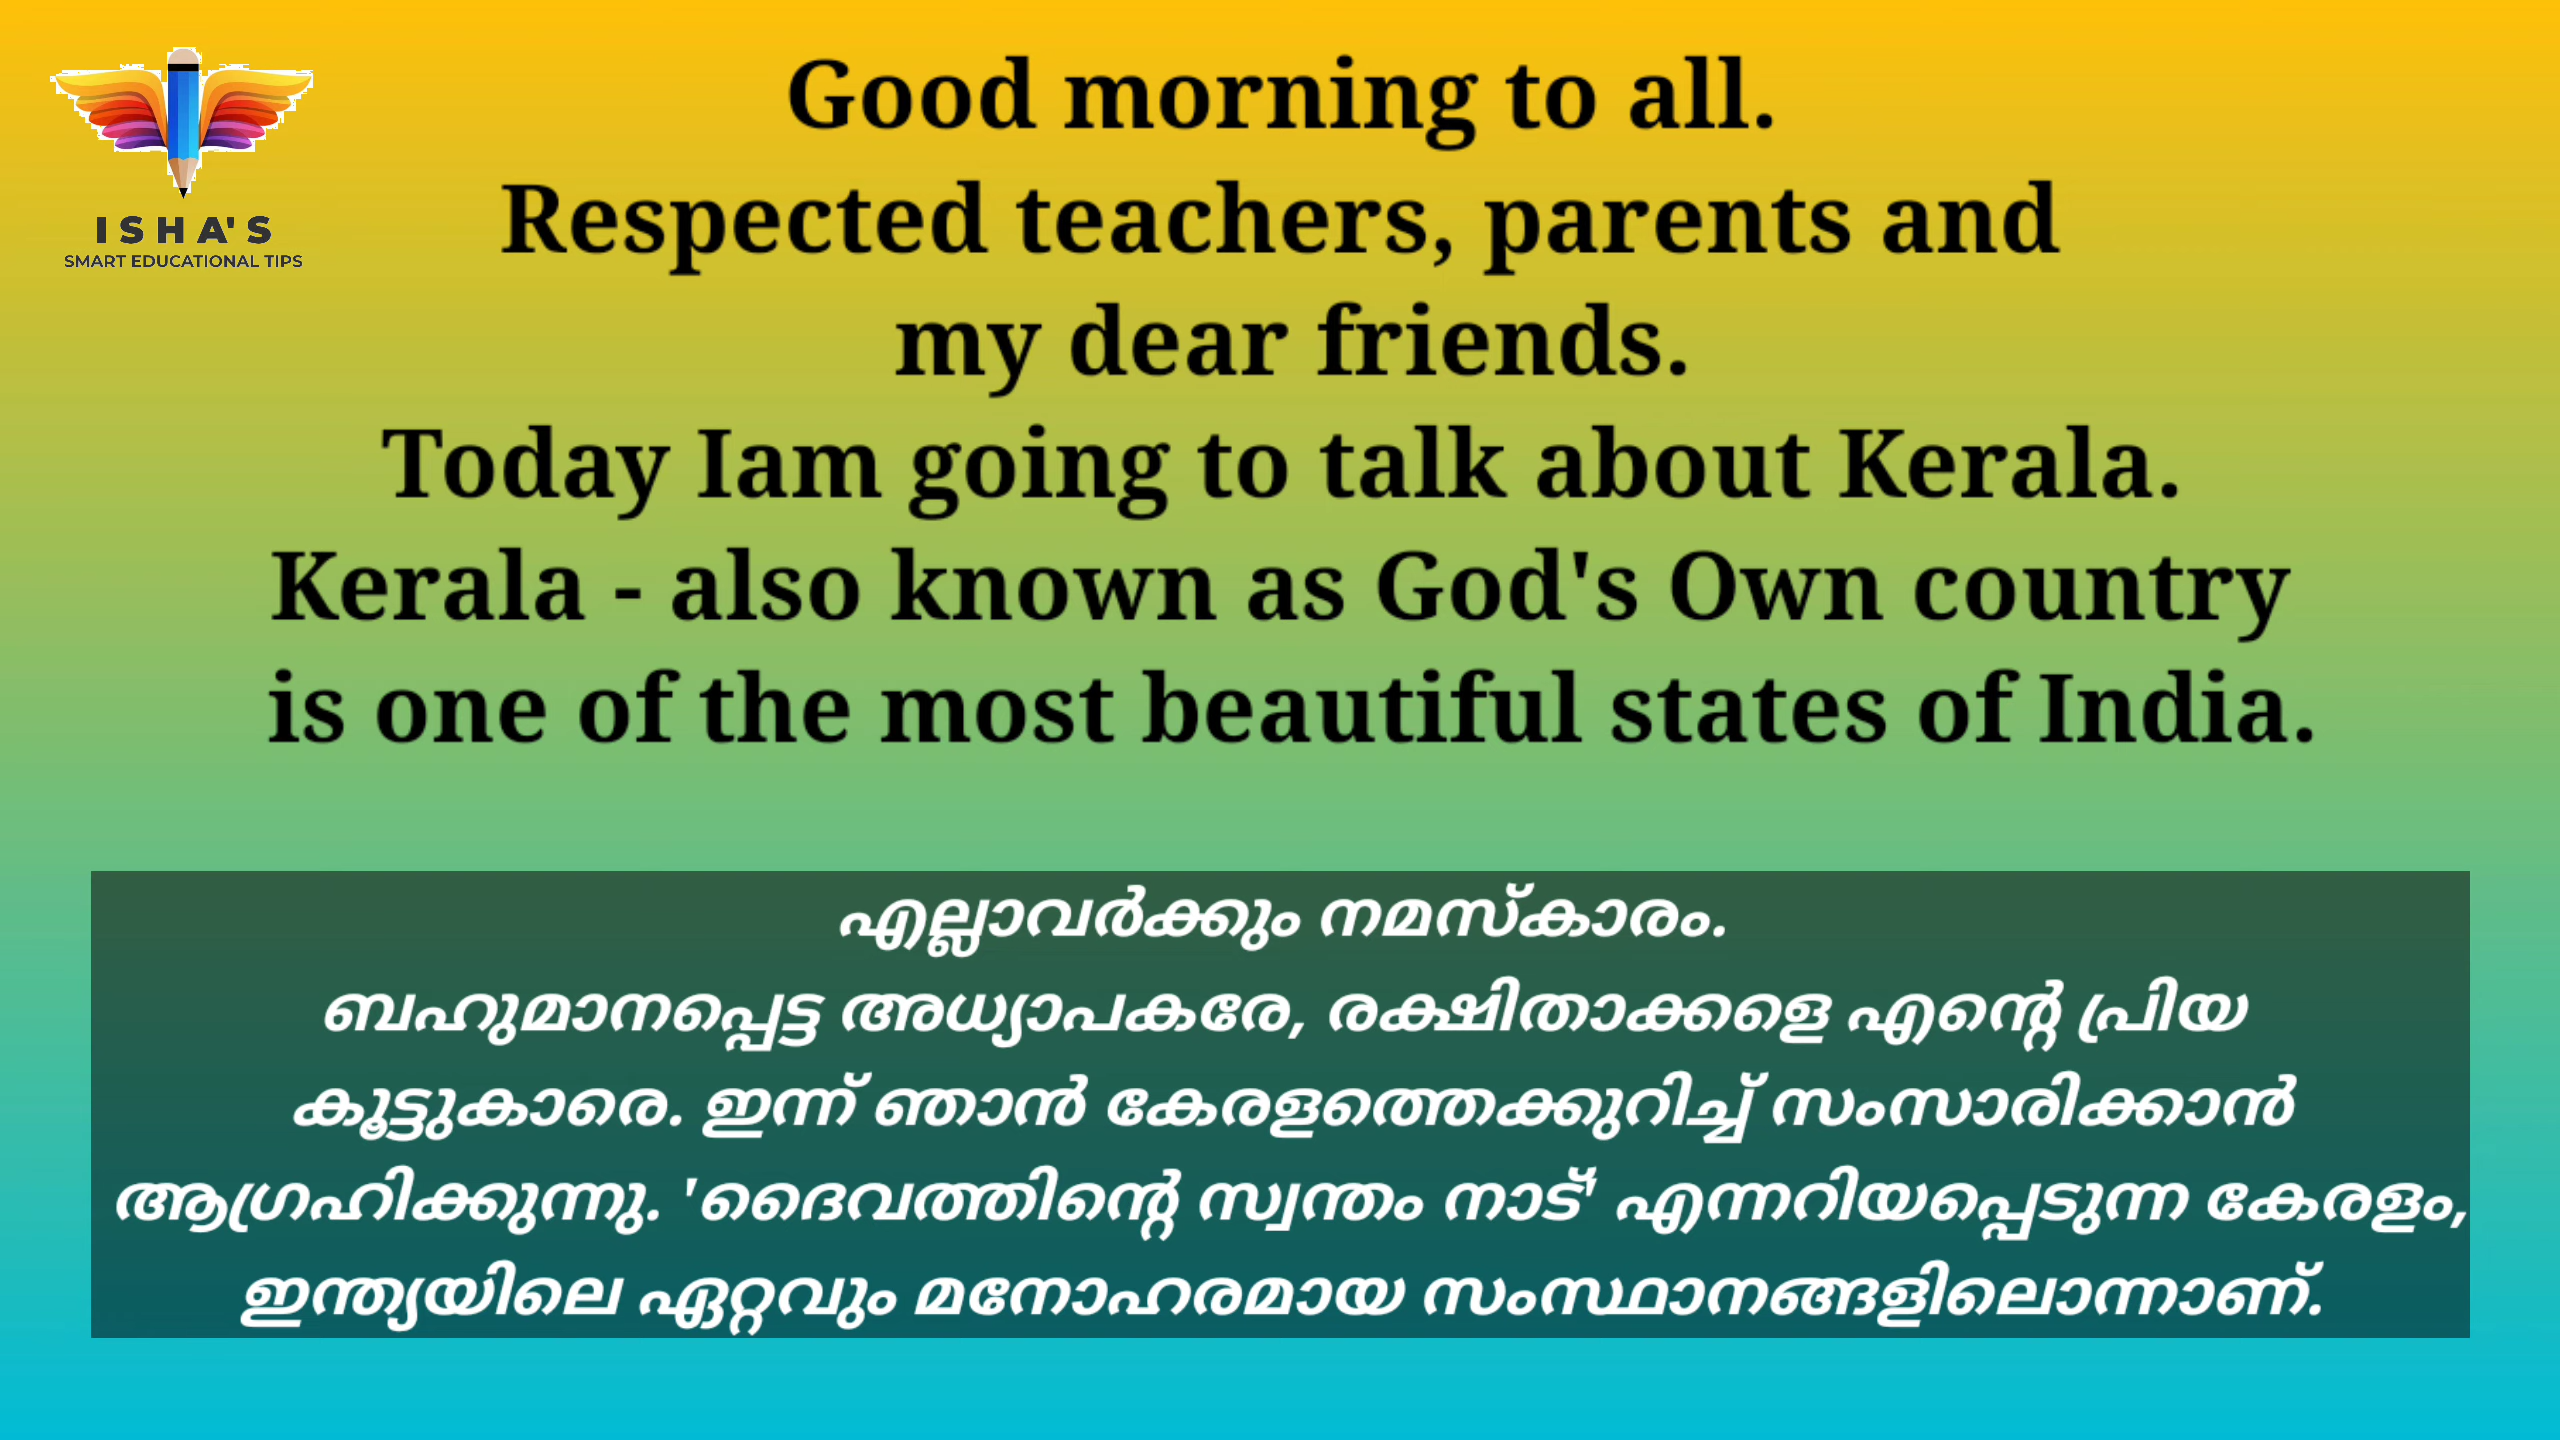 ISHA'S
SMART EDUCATIONAL TIPS
Good morning to all.
Respected teachers, parents and
my dear friends.
Today Iam going to talk about Kerala.
Kerala - also known as God's Own country
is one of the most beautiful states of India.
എല്ലാവർക്കും നമസ്കാരം.
ബഹുമാനപ്പെട്ട അധ്യാപകരേ, രക്ഷിതാക്കളെ എന്റെ പ്രിയ
കൂട്ടുകാരെ. ഇന്ന് ഞാൻ കേരളത്തെക്കുറിച്ച് സംസാരിക്കാൻ
ആഗ്രഹിക്കുന്നു. 'ദൈവത്തിന്റെ സ്വന്തം നാട്' എന്നറിയപ്പെടുന്ന കേരളം,
ഇന്ത്യയിലെ ഏറ്റവും മനോഹരമായ സംസ്ഥാനങ്ങളിലൊന്നാണ്.